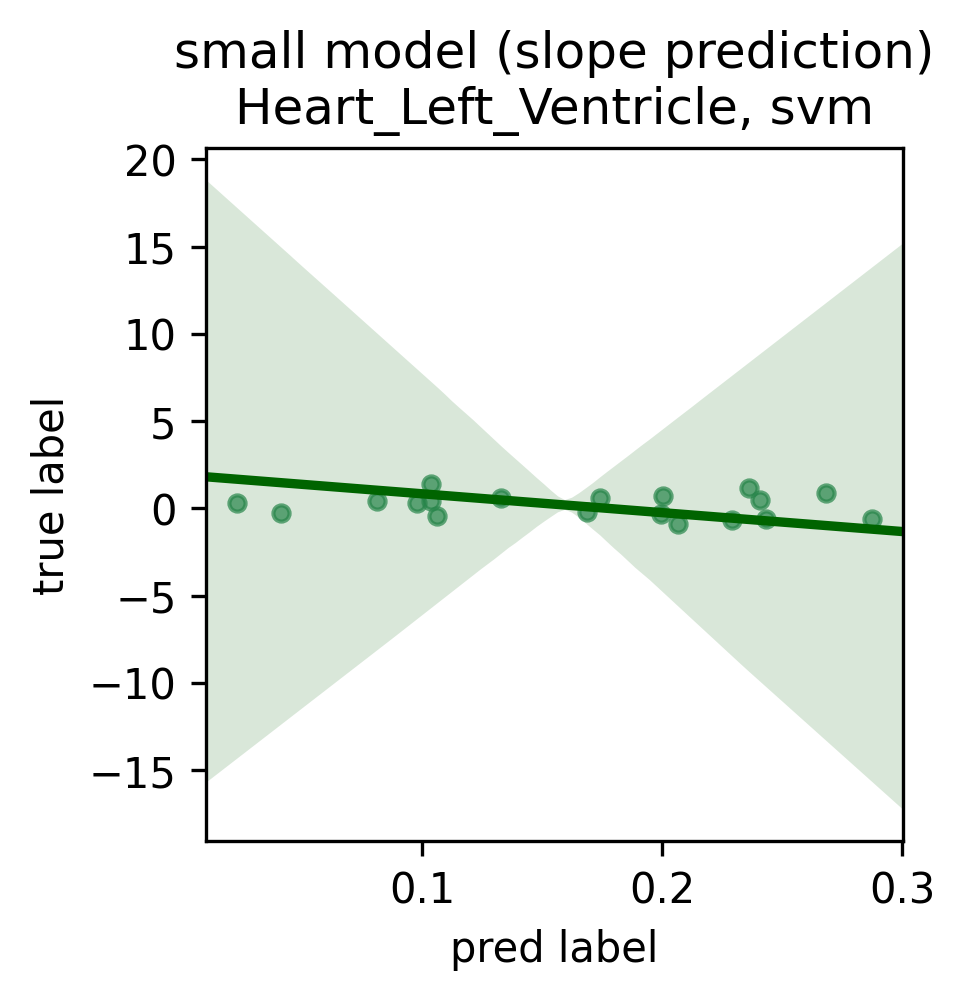 small model (slope prediction)
Heart_Left_Ventricle, svm
20
15
10
5
0
−5
−10
−15
true label
0.1
0.2
0.3
pred label